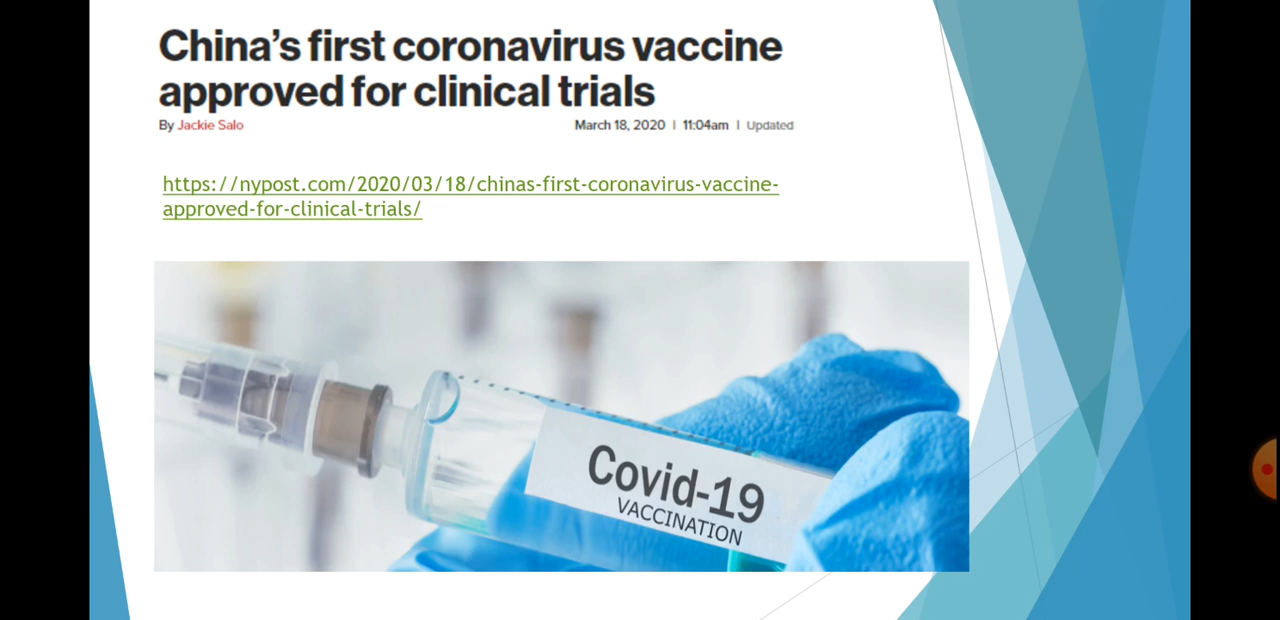 China's first coronavirus vaccine
approved for clinical trials
By Jackie Salo March 18, 2020 | 11:04am | Updated
https://nypost.com/2020/03/18/chinas-first-coronavirus-vaccine-
approved-for-clinical-trials/
Covid-19
VACCINATION